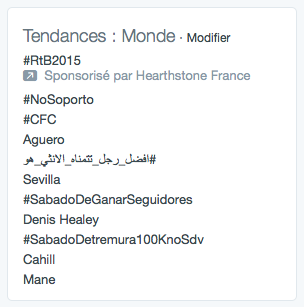 Tendances : Monde · Modifier
#RtB2015
Sponsorisé par Hearthstone France
#NoSoporto
#CFC
Aguero
#افضل_رجل_تتمناه_الانثي_هو
Sevilla
#SabadoDeGanarSeguidores
Denis Healey
#SabadoDetremura100KnoSdv
Cahill
Mane